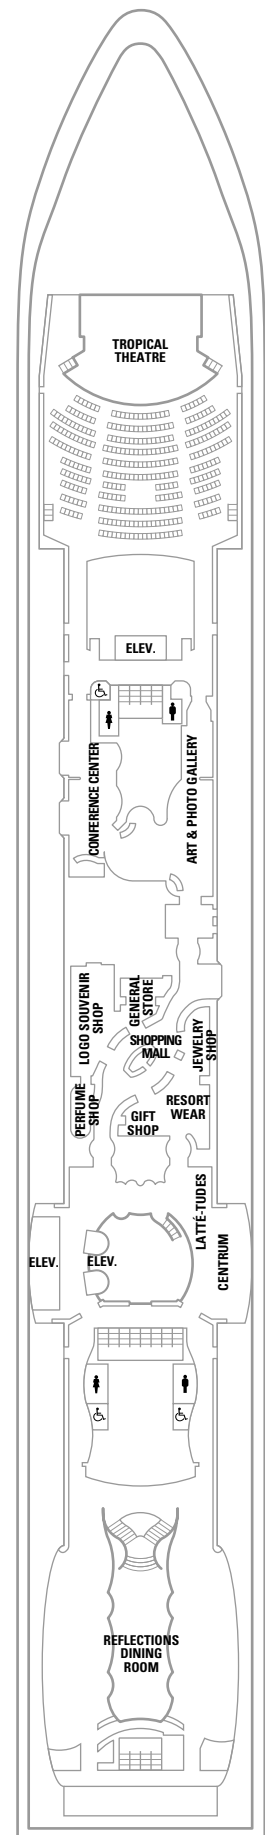 TROPICAL
THEATRE
ELEV.
CONFERENCE CENTER
ART & PHOTO GALLERY
LOGO SOUVENIR
SHOP
GENERAL
STORE
SHOPPING
MALL
JEWELRY
SHOP
PERFUME
SHOP
RESORT
WEAR
GIFT
SHOP
LATTÉ-TUDES
ELEV.
ELEV.
CENTRUM
REFLECTIONS
DINING
ROOM